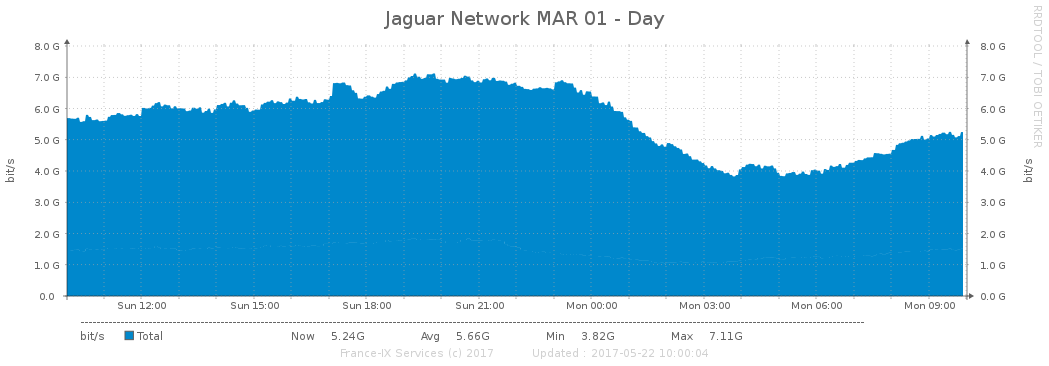 Jaguar Network MAR 01 - Day
RRDTOOL / TOBI OETIKER
bit/s
bit/s
8.0 G 8.0 G
7.0 G 7.0 G
6.0 G 6.0 G
5.0 G 5.0 G
4.0 G 4.0 G
3.0 G 3.0 G
2.0 G 2.0 G
1.0 G 1.0 G
0.0 0.0 G
Sun 12:00 Sun 15:00 Sun 18:00 Sun 21:00 Mon 00:00 Mon 03:00 Mon 06:00 Mon 09:00
bit/s Total Now 5.24G Avg 5.66G Min 3.82G Max 7.11G
France-IX Services (c) 2017 Updated : 2017-05-22 10:00:04